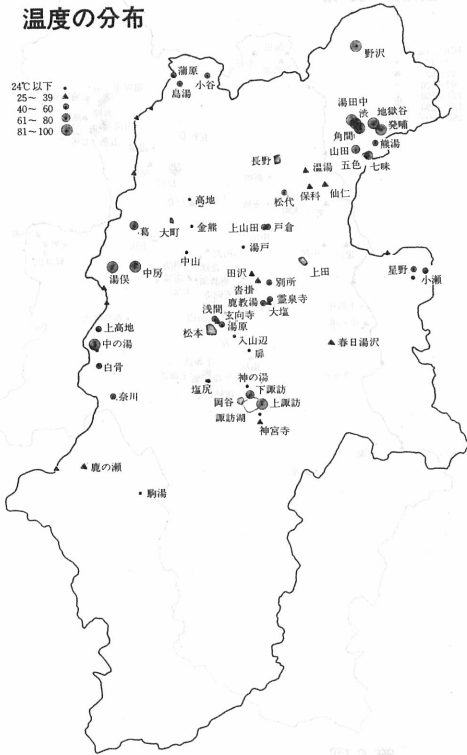 温度の分布
24℃以下
25～ 39
40～ 60
61～ 80
81～100
野沢
蒲原
小谷
島湯
湯田中
渋
地獄谷
発哺
角間
熊湯
山田
五色
七味
長野
温湯
保科
仙仁
松代
高地
葛
大町
金熊
上山田
戸倉
湯戸
中山
湯俣
中房
田沢
上田
沓掛
別所
星野
小瀬
鹿教湯
霊泉寺
大塩
浅間
玄向寺
湯原
松本
入山辺
扉
春日湯沢
上高地
中の湯
白骨
塩尻
神の湯
下諏訪
岡谷
上諏訪
諏訪湖
神宮寺
奈川
鹿の瀬
駒湯